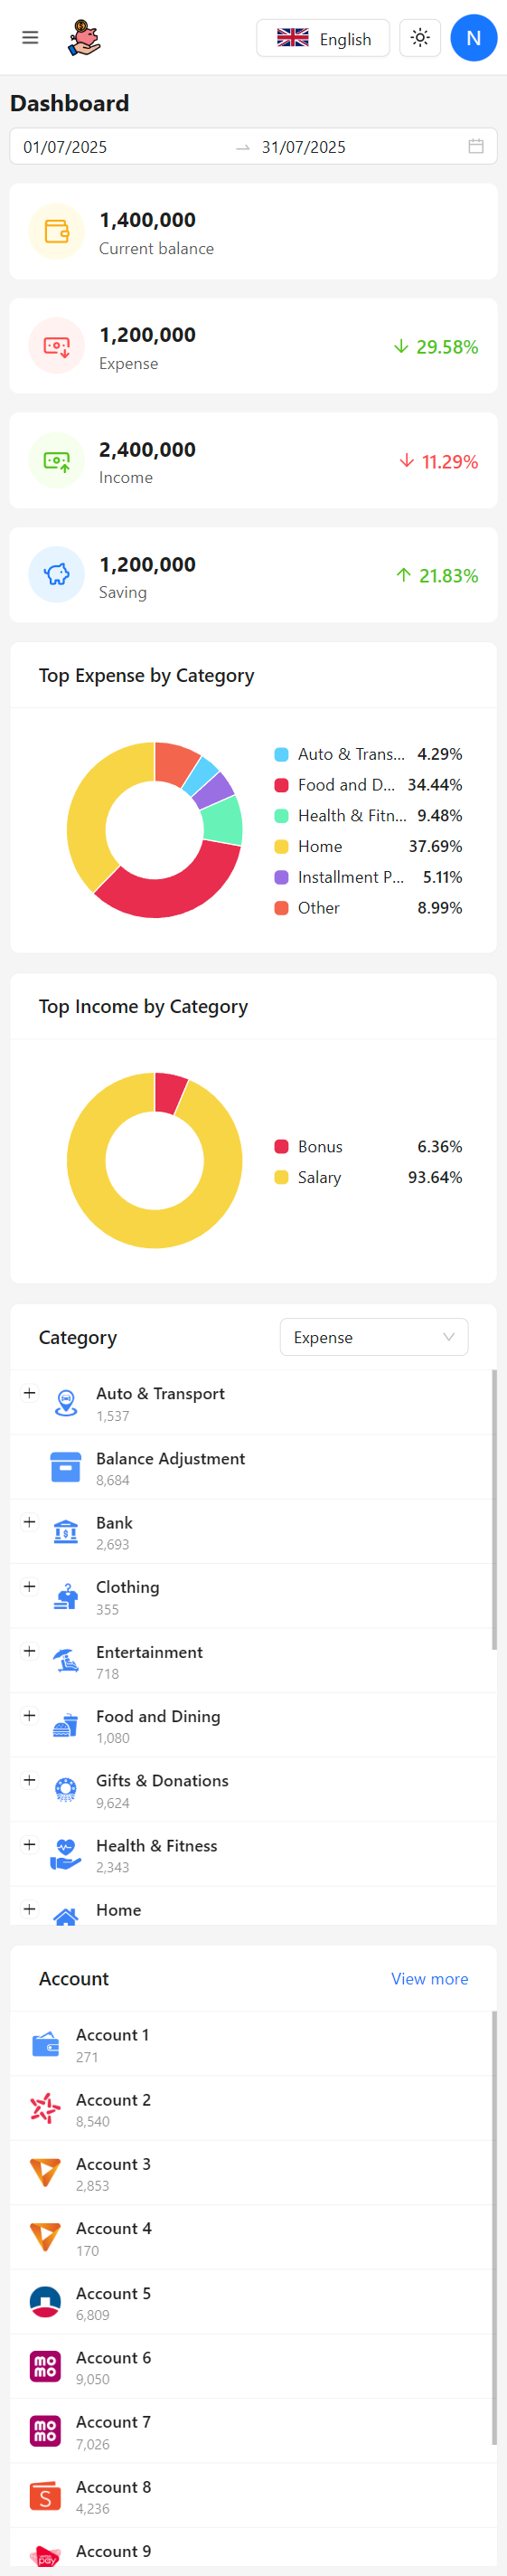 English
N
Dashboard
01/07/2025 31/07/2025
1,400,000
Current balance
1,200,000
Expense
29.58%
2,400,000
Income
11.29%
1,200,000
Saving
21.83%
Top Expense by Category
Auto & Trans... 4.29%
Food and D... 34.44%
Health & Fitn... 9.48%
Home 37.69%
Installment P... 5.11%
Other 8.99%
Top Income by Category
Bonus 6.36%
Salary 93.64%
Category Expense
Auto & Transport
1,537
Balance Adjustment
8,684
Bank
2,693
Clothing
355
Entertainment
718
Food and Dining
1,080
Gifts & Donations
9,624
Health & Fitness
2,343
Home
Account View more
Account 1
271
Account 2
8,540
Account 3
2,853
Account 4
170
Account 5
6,809
mo mo
Account 6
9,050
mo mo
Account 7
7,026
S
Account 8
4,236
pay
Account 9